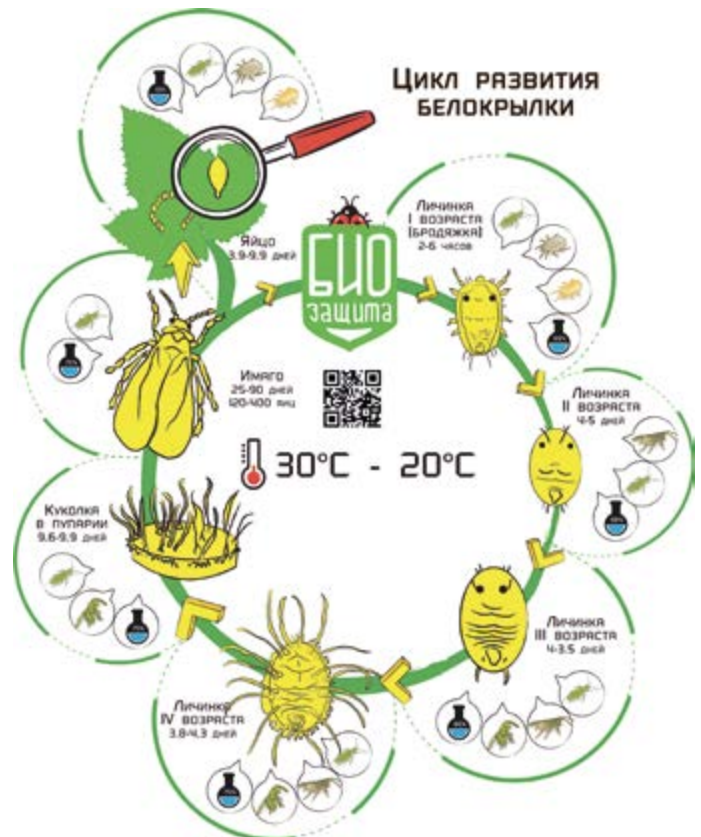 Цикл развития
белокрылки
Яйцо
3.9-9.9 дней
Личинка
I возраста
(бродяжка)
2-6 часов
БИО
защита
Личинка
II возраста
4-5 дней
Имаго
25-90 дней
120-400 яиц
30°C - 20°C
Куколка
в пупарии
9.6-9.9 дней
Личинка
III возраста
4-3.5 дней
Личинка
IV возраста
3.8-4.3 дней